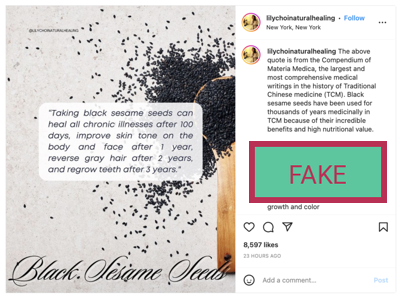 @LILYCHOINATURALHEALING
"Taking black sesame seeds can
heal all chronic illnesses after 100
days, improve skin tone on the
body and face after 1 year,
reverse gray hair after 2 years,
and regrow teeth after 3 years."
Black Sesame Seeds
lilychoinaturalhealing • Follow
New York, New York
lilychoinaturalhealing The above
quote is from the Compendium of
Materia Medica, the largest and
most comprehensive medical
writings in the history of Traditional
Chinese medicine (TCM). Black
sesame seeds have been used for
thousands of years medicinally in
TCM because of their incredible
benefits and high nutritional value.
FAKE
growth and color
8,597 likes
23 HOURS AGO
Add a comment...
Post